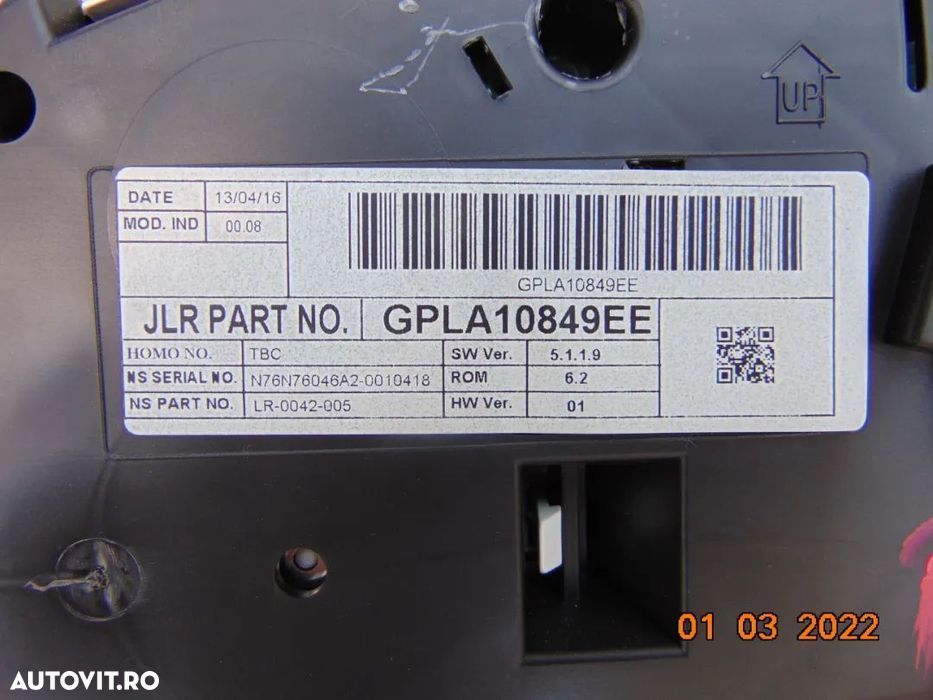 UP
DATE 13/04/16
MOD. IND 00.08
GPLA10849EE
JLR PART NO. GPLA10849EE
HOMO NO. TBC SW Ver. 5.1.1.9
NS SERIAL NO. N76N76046A2-0010418 ROM 6.2
NS PART NO. LR-0042-005 HW Ver. 01
01 03 2022
AUTOVIT.RO